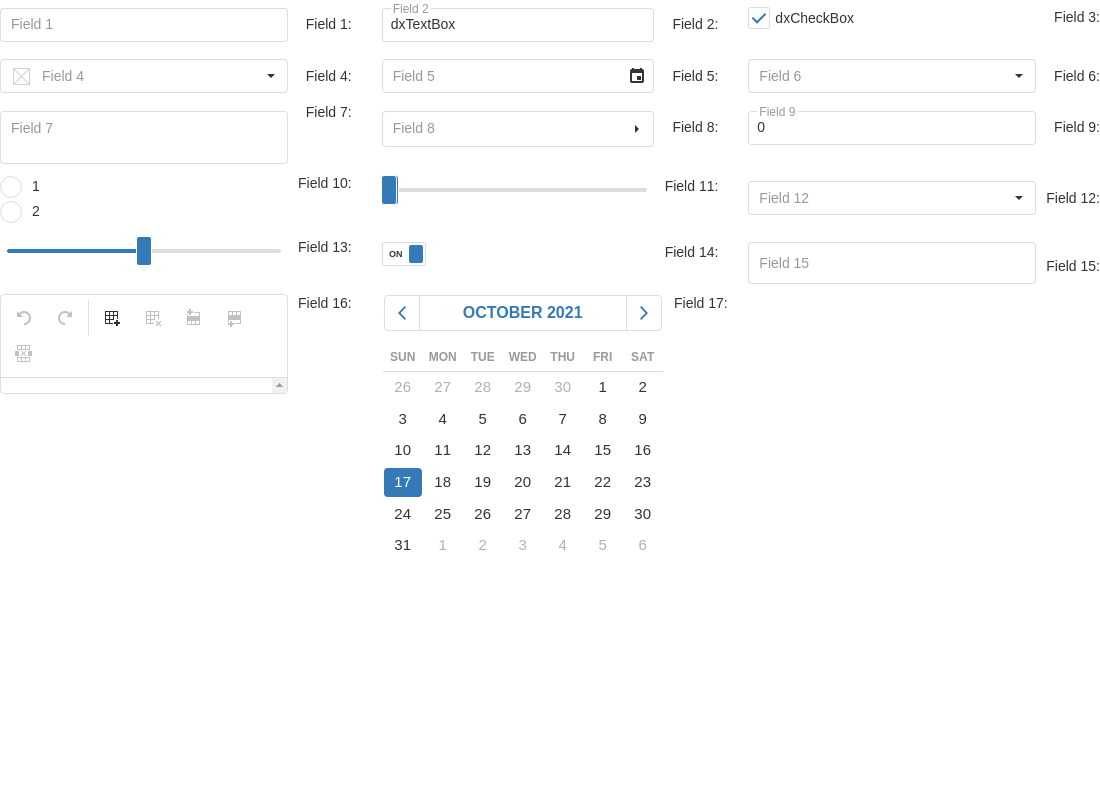 Field 1 Field 1: Field 2 Field 2: dxCheckBox Field 3:
dxTextBox
Field 4 Field 4: Field 5 Field 5: Field 6 Field 6:
Field 7 Field 7: Field 8 Field 8: Field 9 Field 9:
0
1 Field 10: Field 11: Field 12 Field 12:
2
Field 13: ON Field 14: Field 15 Field 15:
Field 16: OCTOBER 2021 Field 17:
SUN MON TUE WED THU FRI SAT
26 27 28 29 30 1 2
3 4 5 6 7 8 9
10 11 12 13 14 15 16
17 18 19 20 21 22 23
24 25 26 27 28 29 30
31 1 2 3 4 5 6